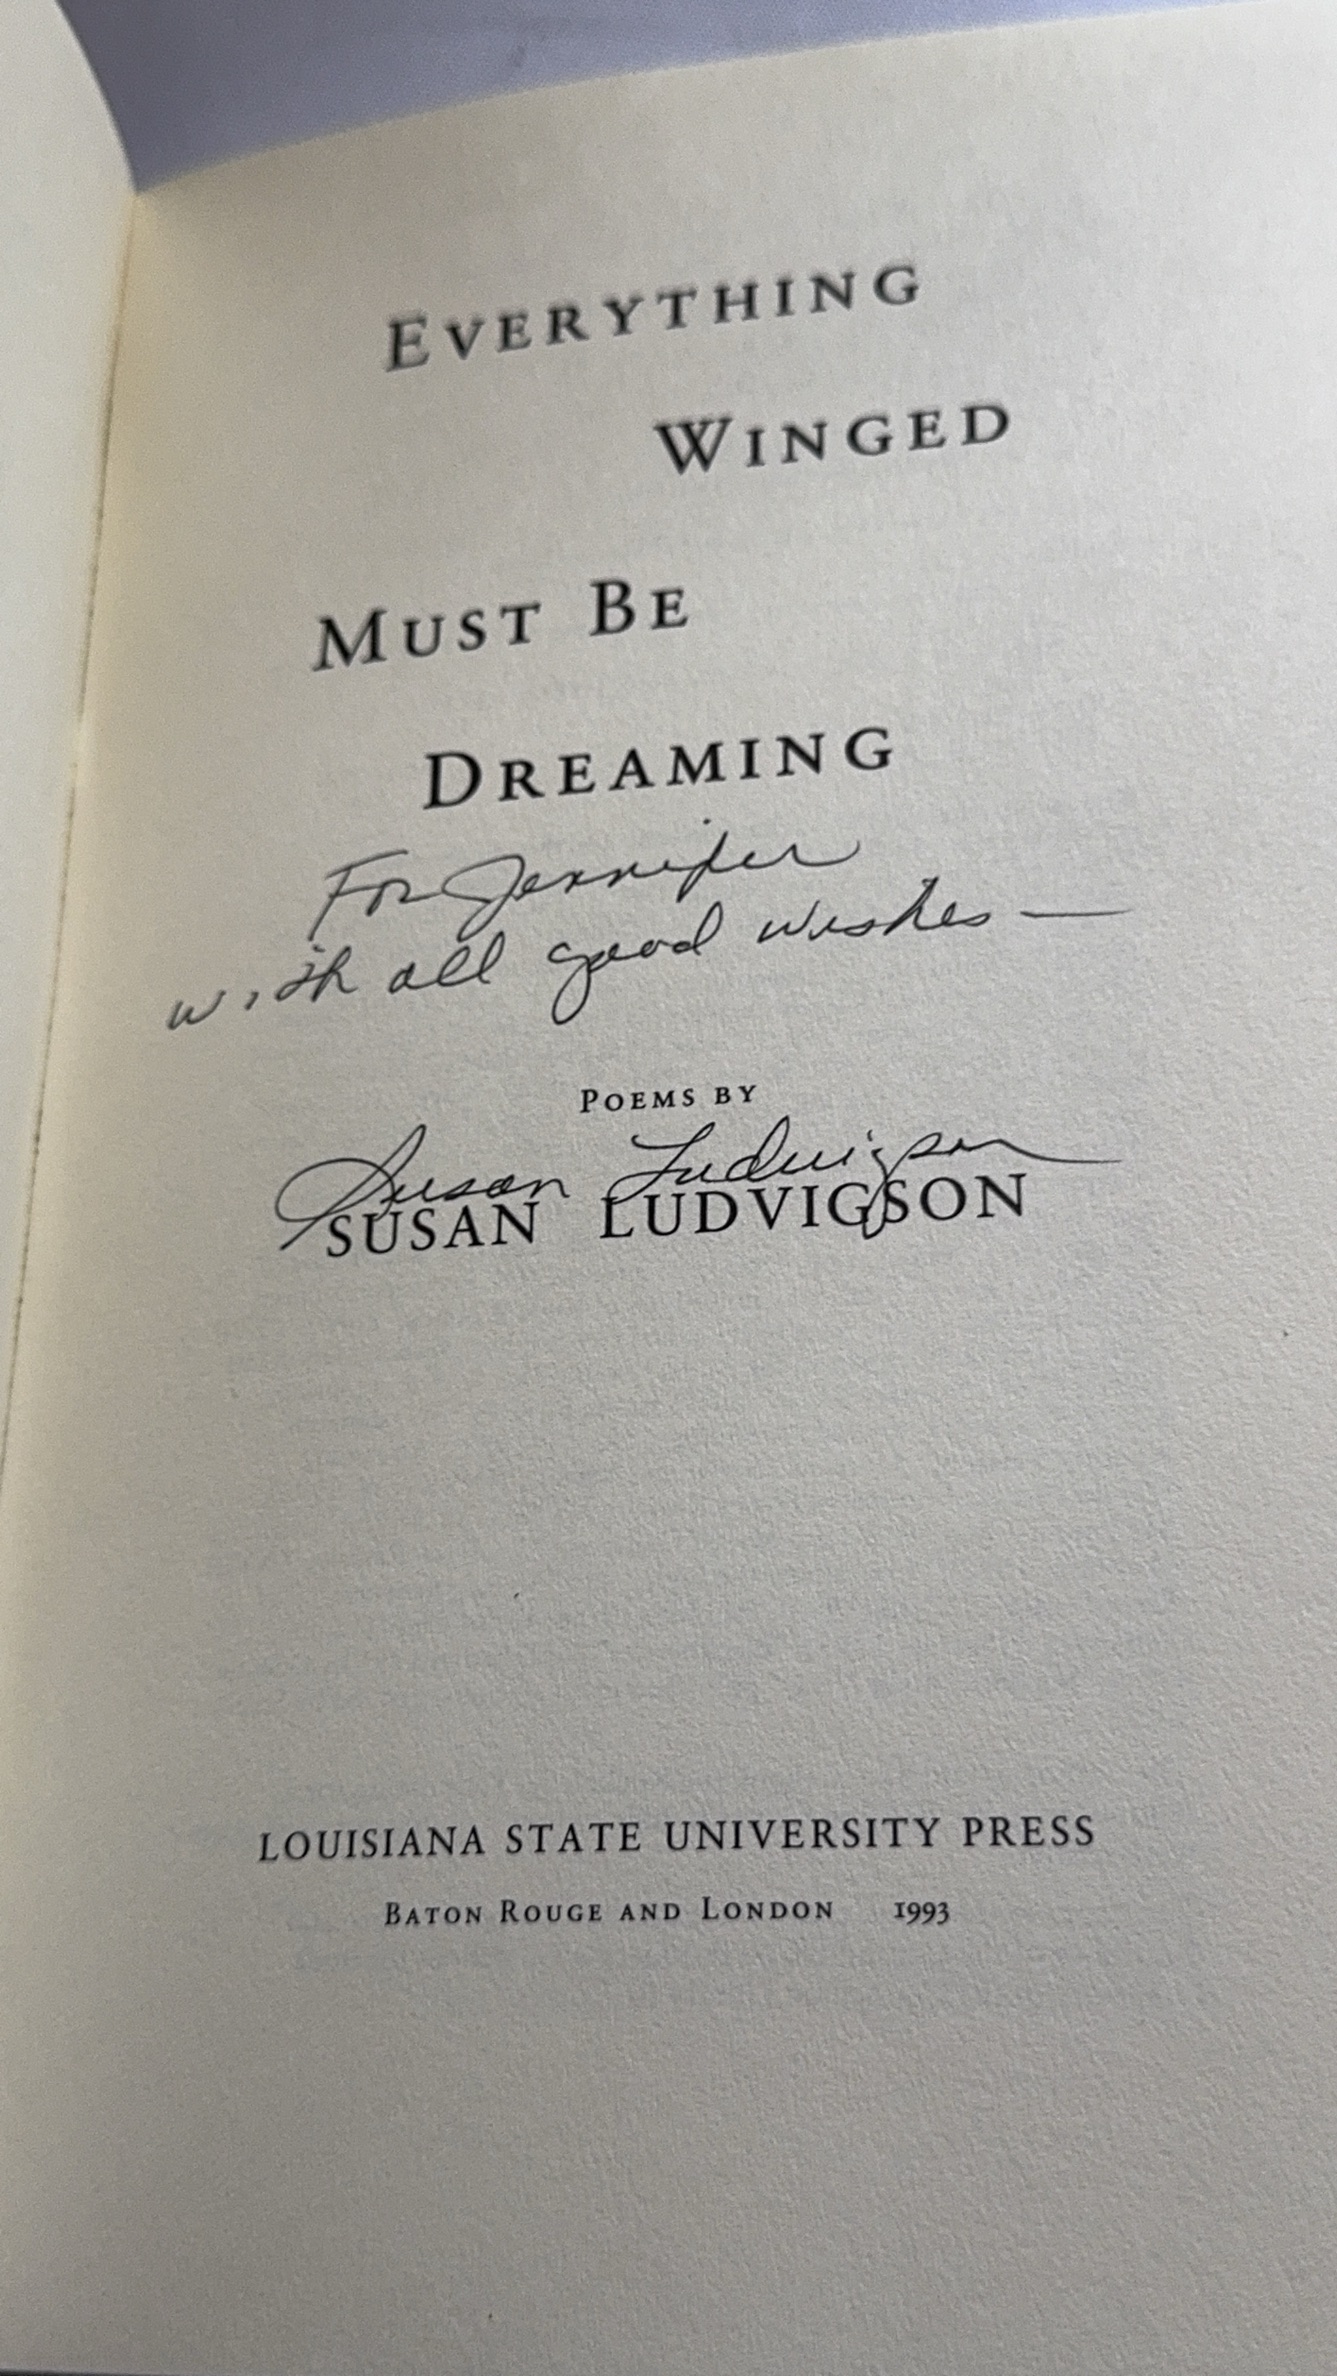 EVERYTHING
WINGED
MUST BE
DREAMING
For Jennifer
with all good wishes —
POEMS BY
Susan Ludvigson
SUSAN LUDVIGSON
LOUISIANA STATE UNIVERSITY PRESS
BATON ROUGE AND LONDON 1993